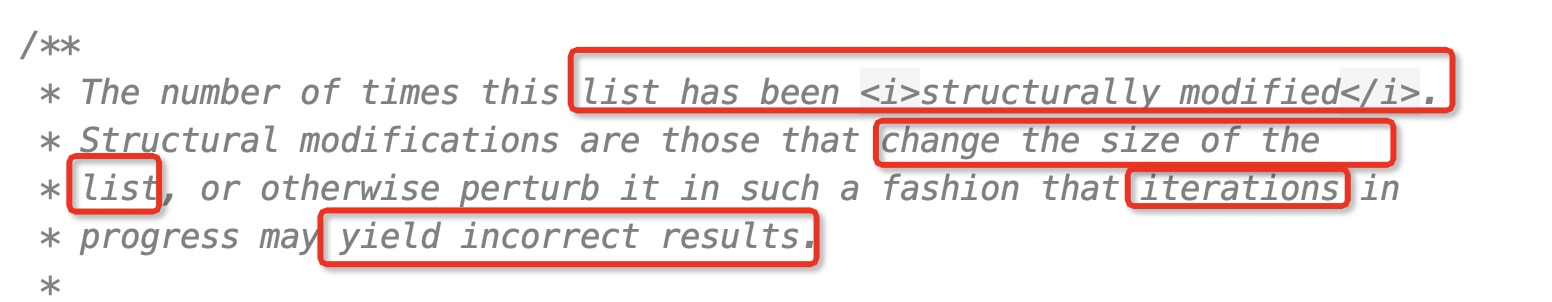 /**
* The number of times this list has been <i>structurally modified</i>.
* Structural modifications are those that change the size of the
* list, or otherwise perturb it in such a fashion that iterations in
* progress may yield incorrect results.
*